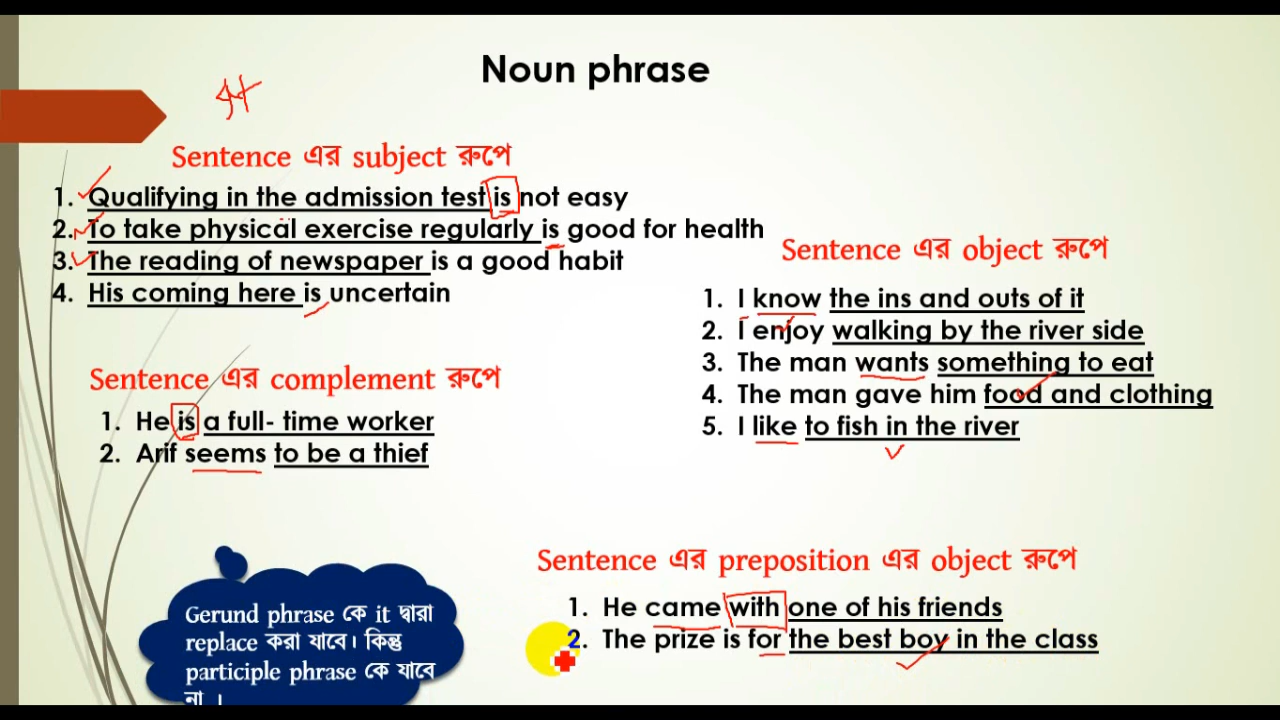 Noun phrase
Sentence এর subject রুপে
1. Qualifying in the admission test is not easy
2. To take physical exercise regularly is good for health
3. The reading of newspaper is a good habit
4. His coming here is uncertain
Sentence এর object রুপে
1. I know the ins and outs of it
2. I enjoy walking by the river side
3. The man wants something to eat
4. The man gave him food and clothing
5. I like to fish in the river
Sentence এর complement রুপে
1. He is a full- time worker
2. Arif seems to be a thief
Sentence এর preposition এর object রুপে
1. He came with one of his friends
2. The prize is for the best boy in the class
Gerund phrase কে it দ্বারা
replace করা যাবে। কিন্তু
participle phrase কে যাবে
না ।